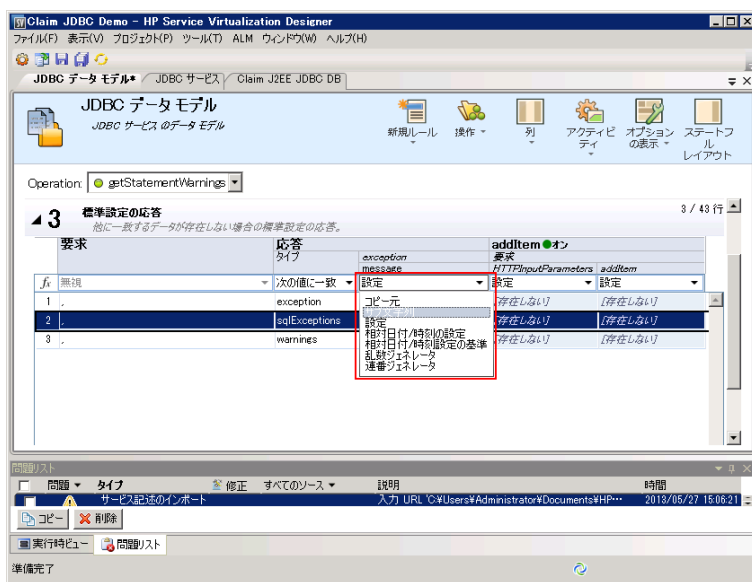 Claim JDBC Demo - HP Service Virtualization Designer
ファイル(F) 表示(V) プロジェクト(P) ツール(T) ALM ウィンドウ(W) ヘルプ(H)
JDBC データ モデル* JDBC サービス Claim J2EE JDBC DB
JDBC データ モデル
JDBC サービス のデータ モデル
新規ルール 操作 列 アクティビティ オプションの表示 ステートフル レイアウト
Operation: getStatementWarnings
3 標準設定の応答 3 / 43 行
他に一致するデータが存在しない場合の標準設定の応答。
要求 応答 addItem オン
タイプ exception 要求
message HTTPInputParameters addItem
fx 無視 次の値に一致 設定 設定 設定
1 , exception [存在しない] [存在しない]
2 , sqlExceptions [存在しない] [存在しない]
3 , warnings [存在しない] [存在しない]
コピー元
サブ文字列
設定
相対日付/時刻の設定
相対日付/時刻設定の基準
乱数ジェネレータ
連番ジェネレータ
問題リスト
問題 タイプ 修正 すべてのソース 説明 時間
サービス記述のインポート 入力 URL 'C¥Users¥Administrator¥Documents¥HP… 2013/05/27 15:06:21
コピー 削除
実行時ビュー 問題リスト
準備完了